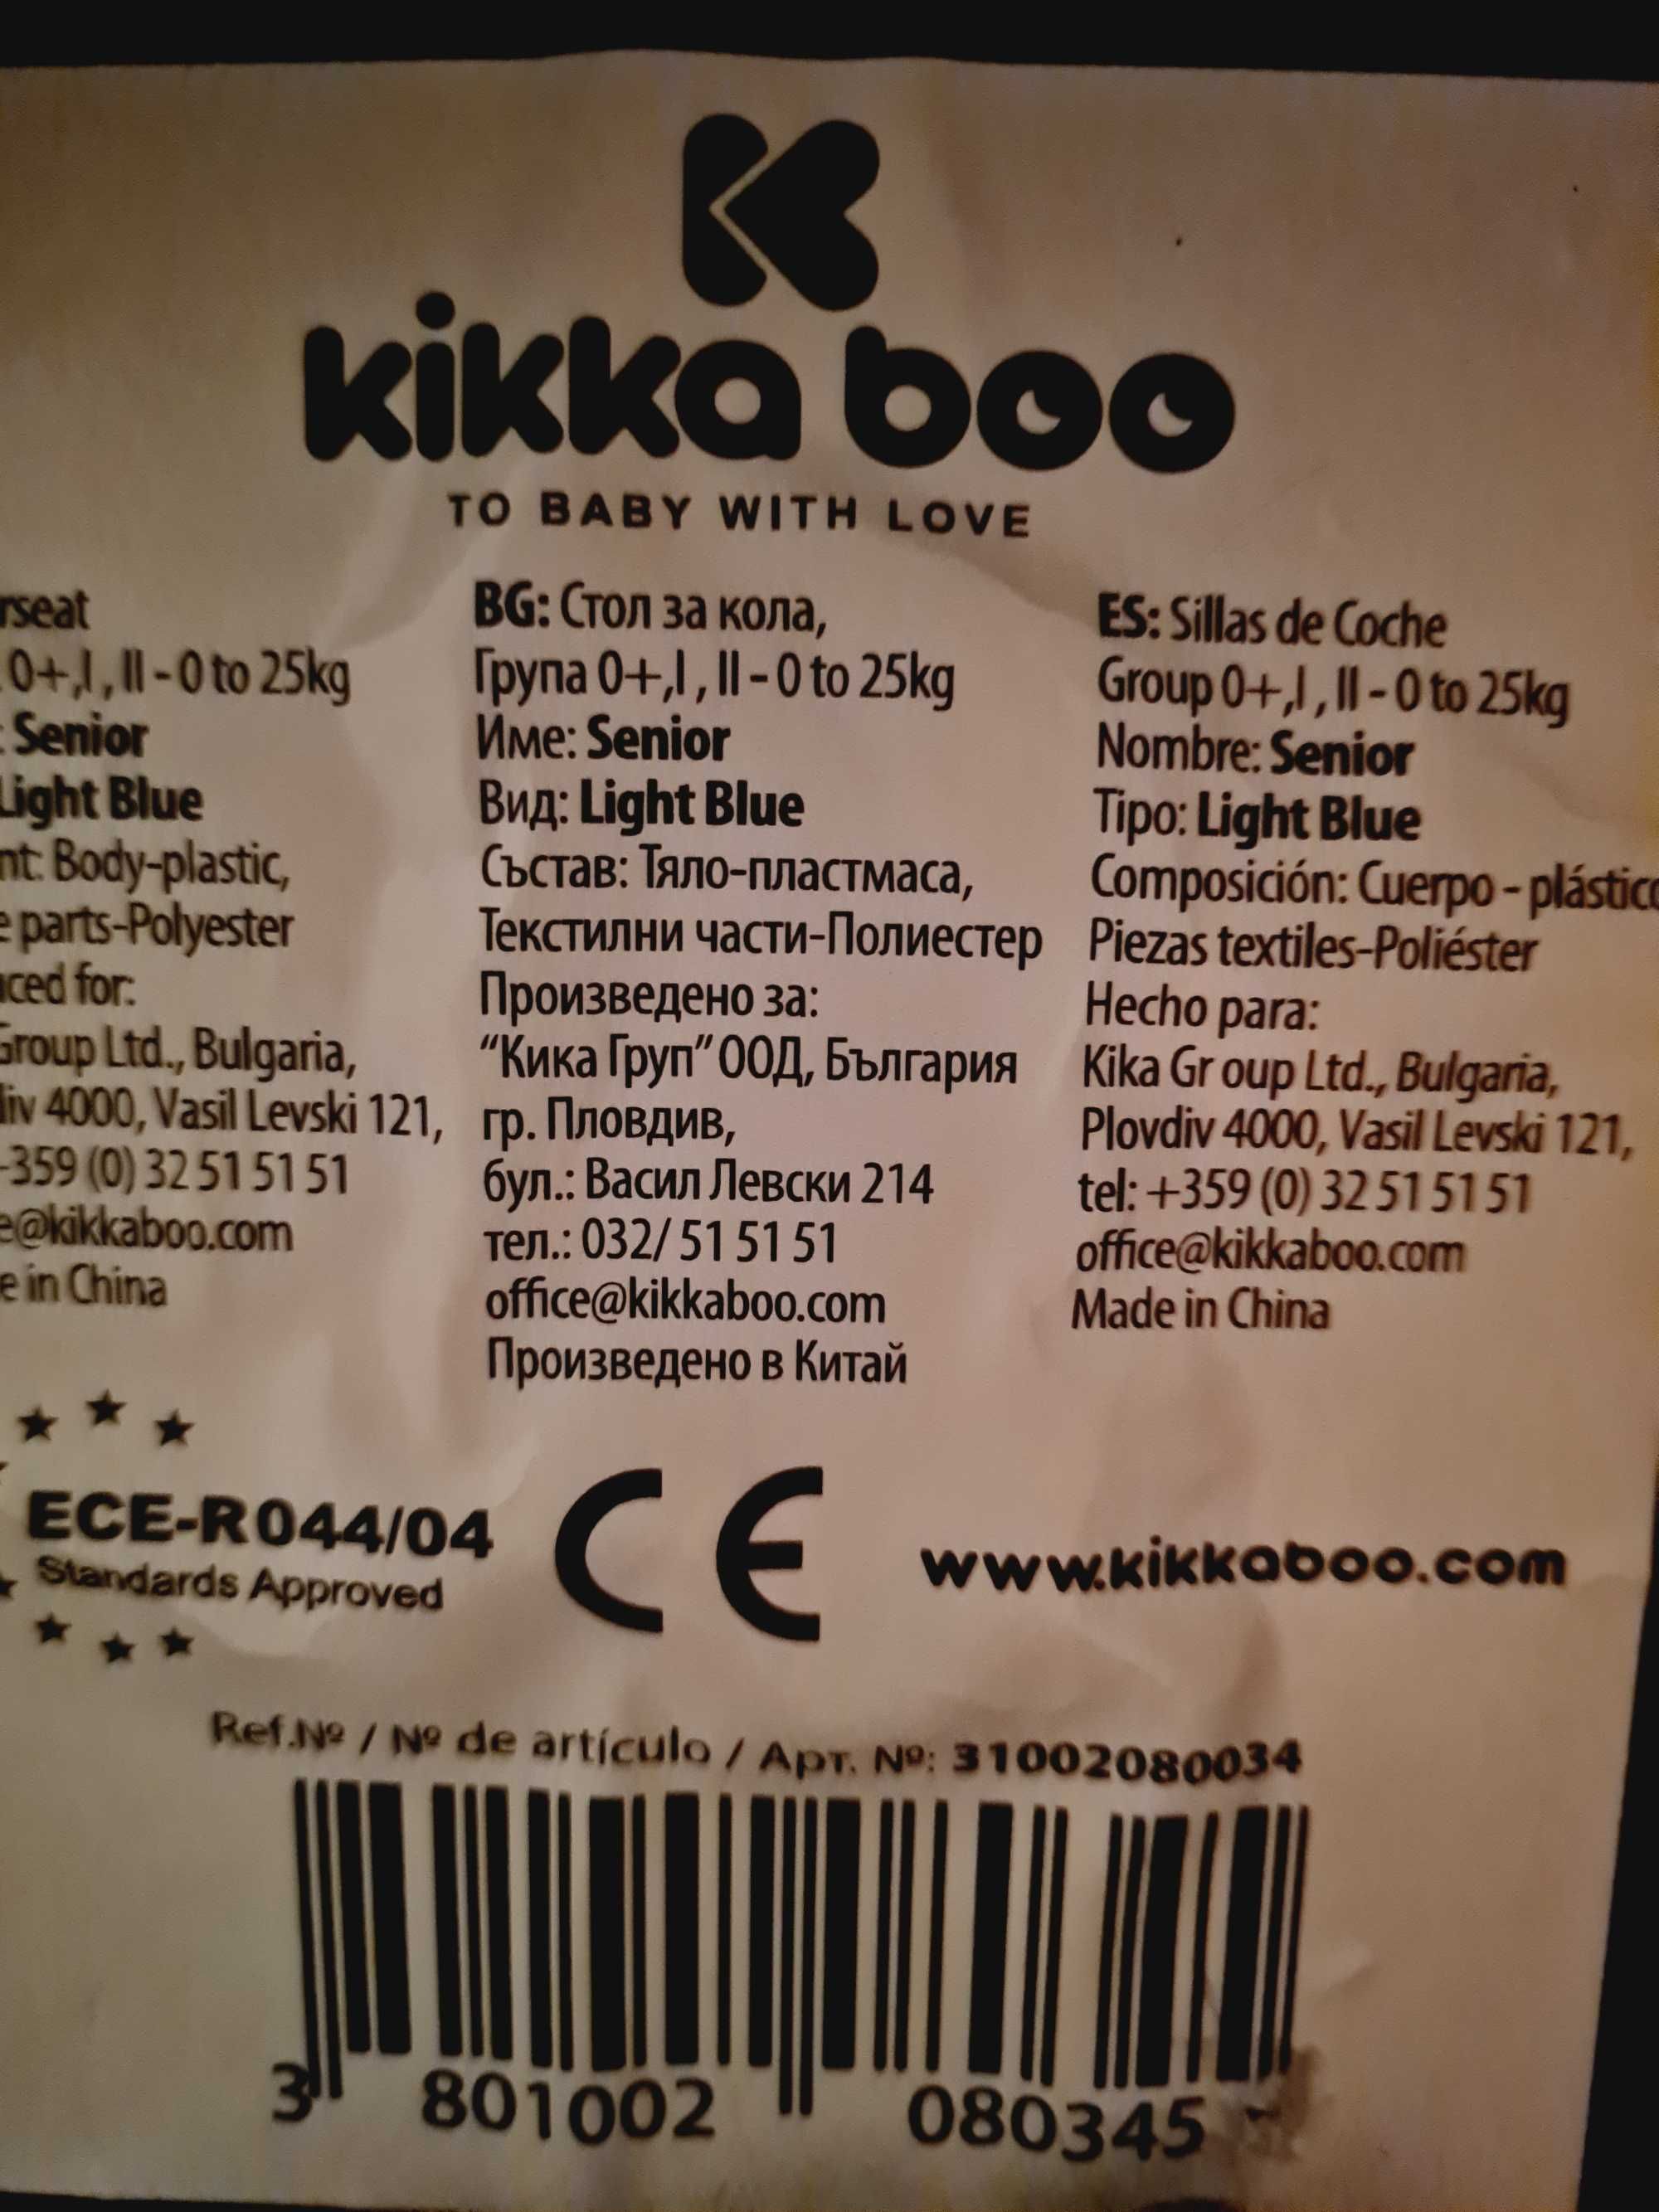 kikka boo
TO BABY WITH LOVE
rseat
0+,I, II - 0 to 25kg
: Senior
Light Blue
nt: Body-plastic,
e parts-Polyester
ced for:
Group Ltd., Bulgaria,
div 4000, Vasil Levski 121,
-359 (0) 32 51 51 51
e@kikkaboo.com
e in China
BG: Стол за кола,
Група 0+,I, II - 0 to 25kg
Име: Senior
Вид: Light Blue
Състав: Тяло-пластмаса,
Текстилни части-Полиестер
Произведено за:
“Кика Груп” ООД, България
гр. Пловдив,
бул.: Васил Левски 214
тел.: 032/ 51 51 51
office@kikkaboo.com
Произведено в Китай
ES: Sillas de Coche
Group 0+,I, II - 0 to 25kg
Nombre: Senior
Tipo: Light Blue
Composición: Cuerpo - plástico
Piezas textiles-Poliéster
Hecho para:
Kika Gr oup Ltd., Bulgaria,
Plovdiv 4000, Vasil Levski 121,
tel: +359 (0) 32 51 51 51
office@kikkaboo.com
Made in China
ECE-R044/04
Standards Approved
CE
www.kikkaboo.com
Ref.Nº / Nº de artículo / Арт. Nº: 31002080034
3 801002 080345